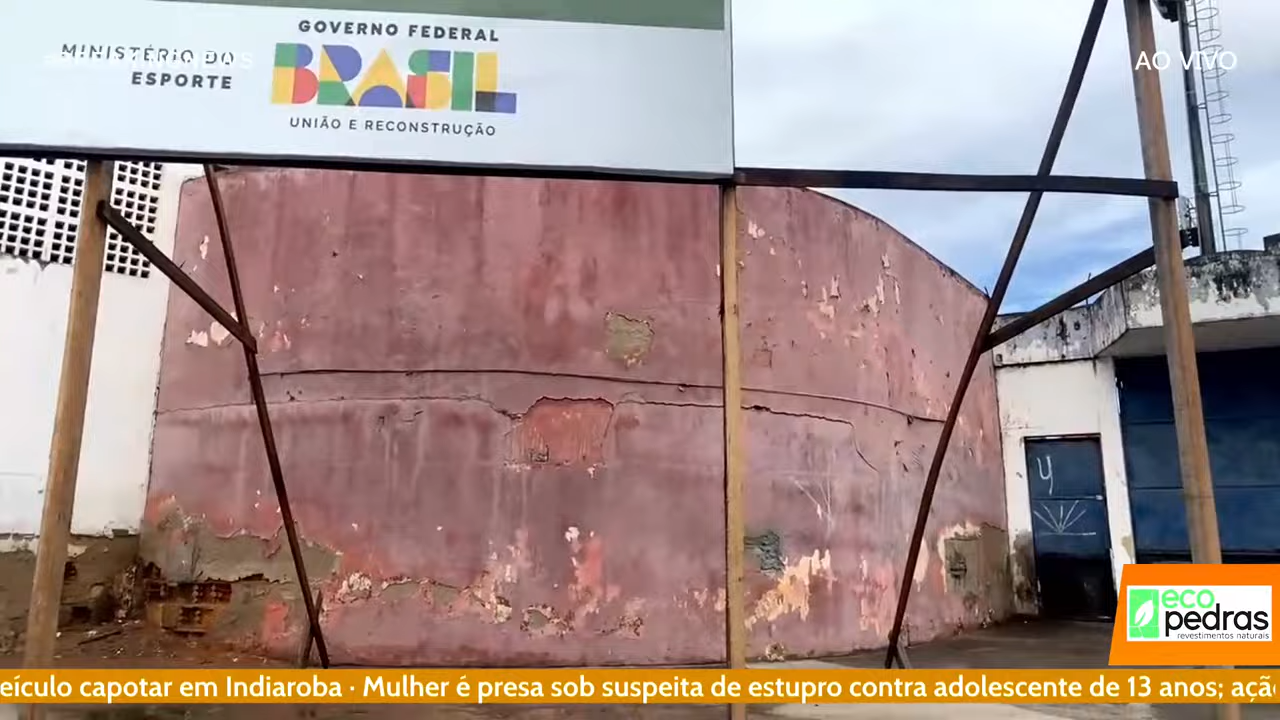 GOVERNO FEDERAL
MINISTÉRIO DO
ESPORTE
BRASIL
UNIÃO E RECONSTRUÇÃO
AO VIVO
eco
pedras
revestimentos naturais
eículo capotar em Indiaroba · Mulher é presa sob suspeita de estupro contra adolescente de 13 anos; açã